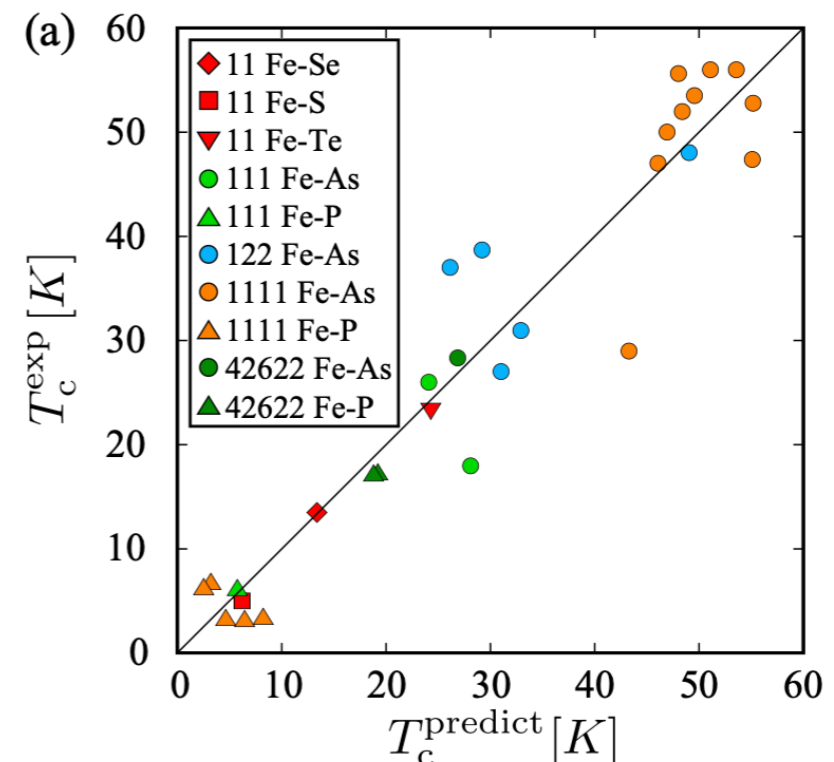 (a)
60
50
40
30
20
10
0
T_c^exp [K]
11 Fe-Se
11 Fe-S
11 Fe-Te
111 Fe-As
111 Fe-P
122 Fe-As
1111 Fe-As
1111 Fe-P
42622 Fe-As
42622 Fe-P
0 20 30 40 50 60
T_c^predict [K]